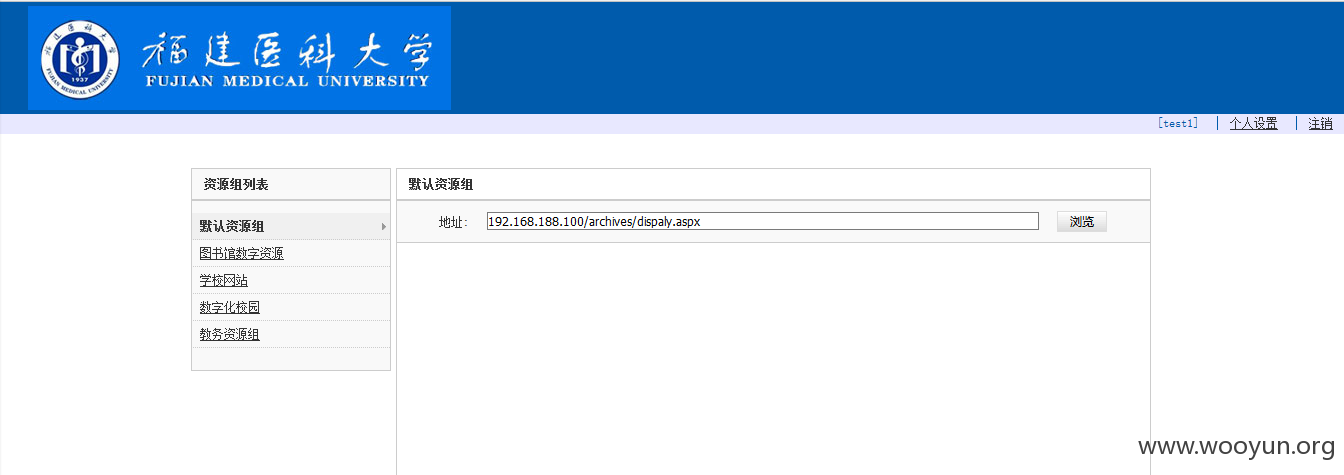 福建医科大学
FUJIAN MEDICAL UNIVERSITY
1937
[test1] | 个人设置 | 注销
资源组列表
默认资源组
图书馆数字资源
学校网站
数字化校园
教务资源组
默认资源组
地址: 192.168.188.100/archives/dispaly.aspx 浏览
www.wooyun.org